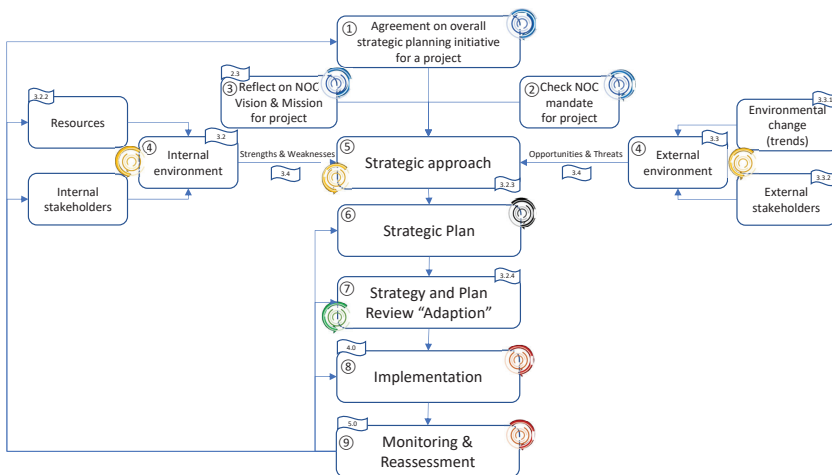 ① Agreement on overall
strategic planning initiative
for a project
2.3
③ Reflect on NOC
Vision & Mission
for project
② Check NOC
mandate
for project
3.2.2
Resources
Internal
stakeholders
3.2
④ Internal
environment
Strengths & Weaknesses
3.4
⑤ Strategic approach
3.2.3
Opportunities & Threats
3.4
3.3
④ External
environment
3.3.1
Environmental
change
(trends)
3.3.2
External
stakeholders
⑥ Strategic Plan
3.2.4
⑦ Strategy and Plan
Review “Adaption”
4.0
⑧ Implementation
5.0
⑨ Monitoring &
Reassessment